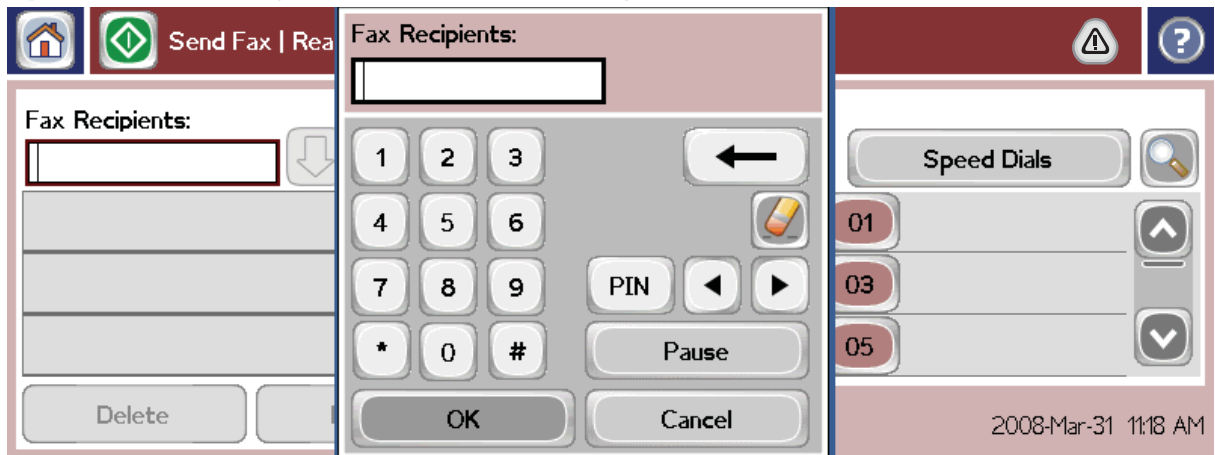 Send Fax | Rea
Fax Recipients:
?
Fax Recipients:
Speed Dials
1 2 3
4 5 6
PIN
7 8 9
* 0 #
Pause
OK
Cancel
01
03
05
Delete
2008-Mar-31 11:18 AM